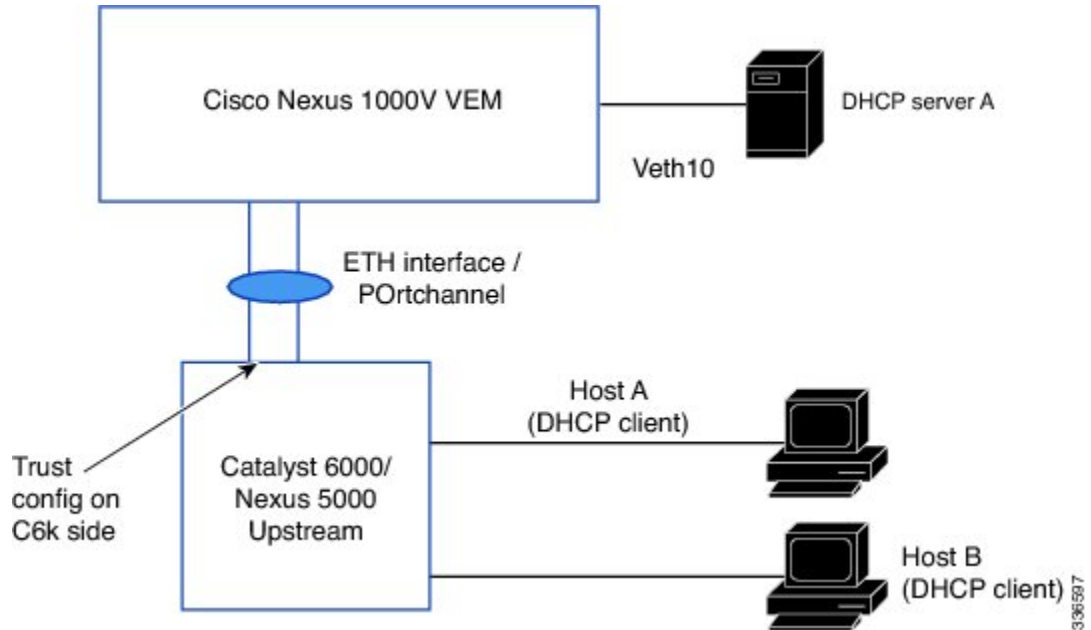 Cisco Nexus 1000V VEM
DHCP server A
Veth10
ETH interface /
POrtchannel
Host A
(DHCP client)
Trust
config on
C6k side
Catalyst 6000/
Nexus 5000
Upstream
Host B
(DHCP client)
336597